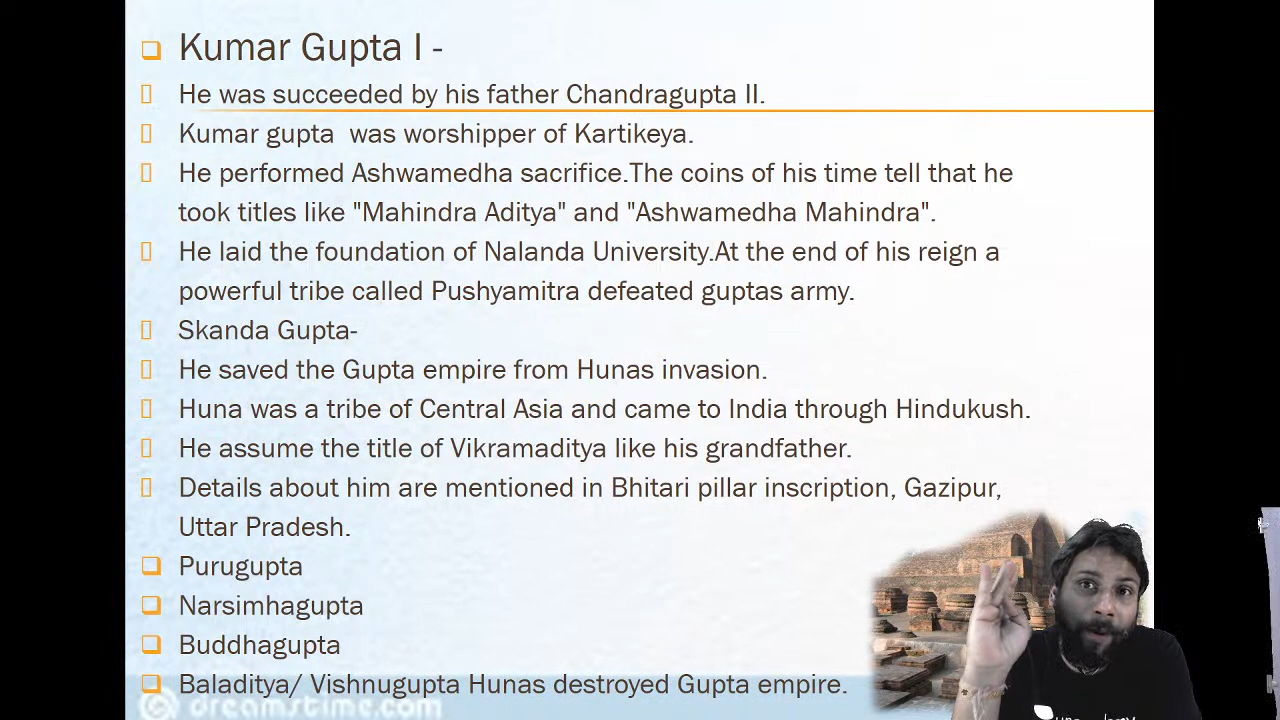 Kumar Gupta I -
He was succeeded by his father Chandragupta II.
Kumar gupta was worshipper of Kartikeya.
He performed Ashwamedha sacrifice.The coins of his time tell that he
took titles like "Mahindra Aditya" and "Ashwamedha Mahindra".
He laid the foundation of Nalanda University.At the end of his reign a
powerful tribe called Pushyamitra defeated guptas army.
Skanda Gupta-
He saved the Gupta empire from Hunas invasion.
Huna was a tribe of Central Asia and came to India through Hindukush.
He assume the title of Vikramaditya like his grandfather.
Details about him are mentioned in Bhitari pillar inscription, Gazipur,
Uttar Pradesh.
Purugupta
Narsimhagupta
Buddhagupta
Baladitya/ Vishnugupta Hunas destroyed Gupta empire.
dreamstime.com